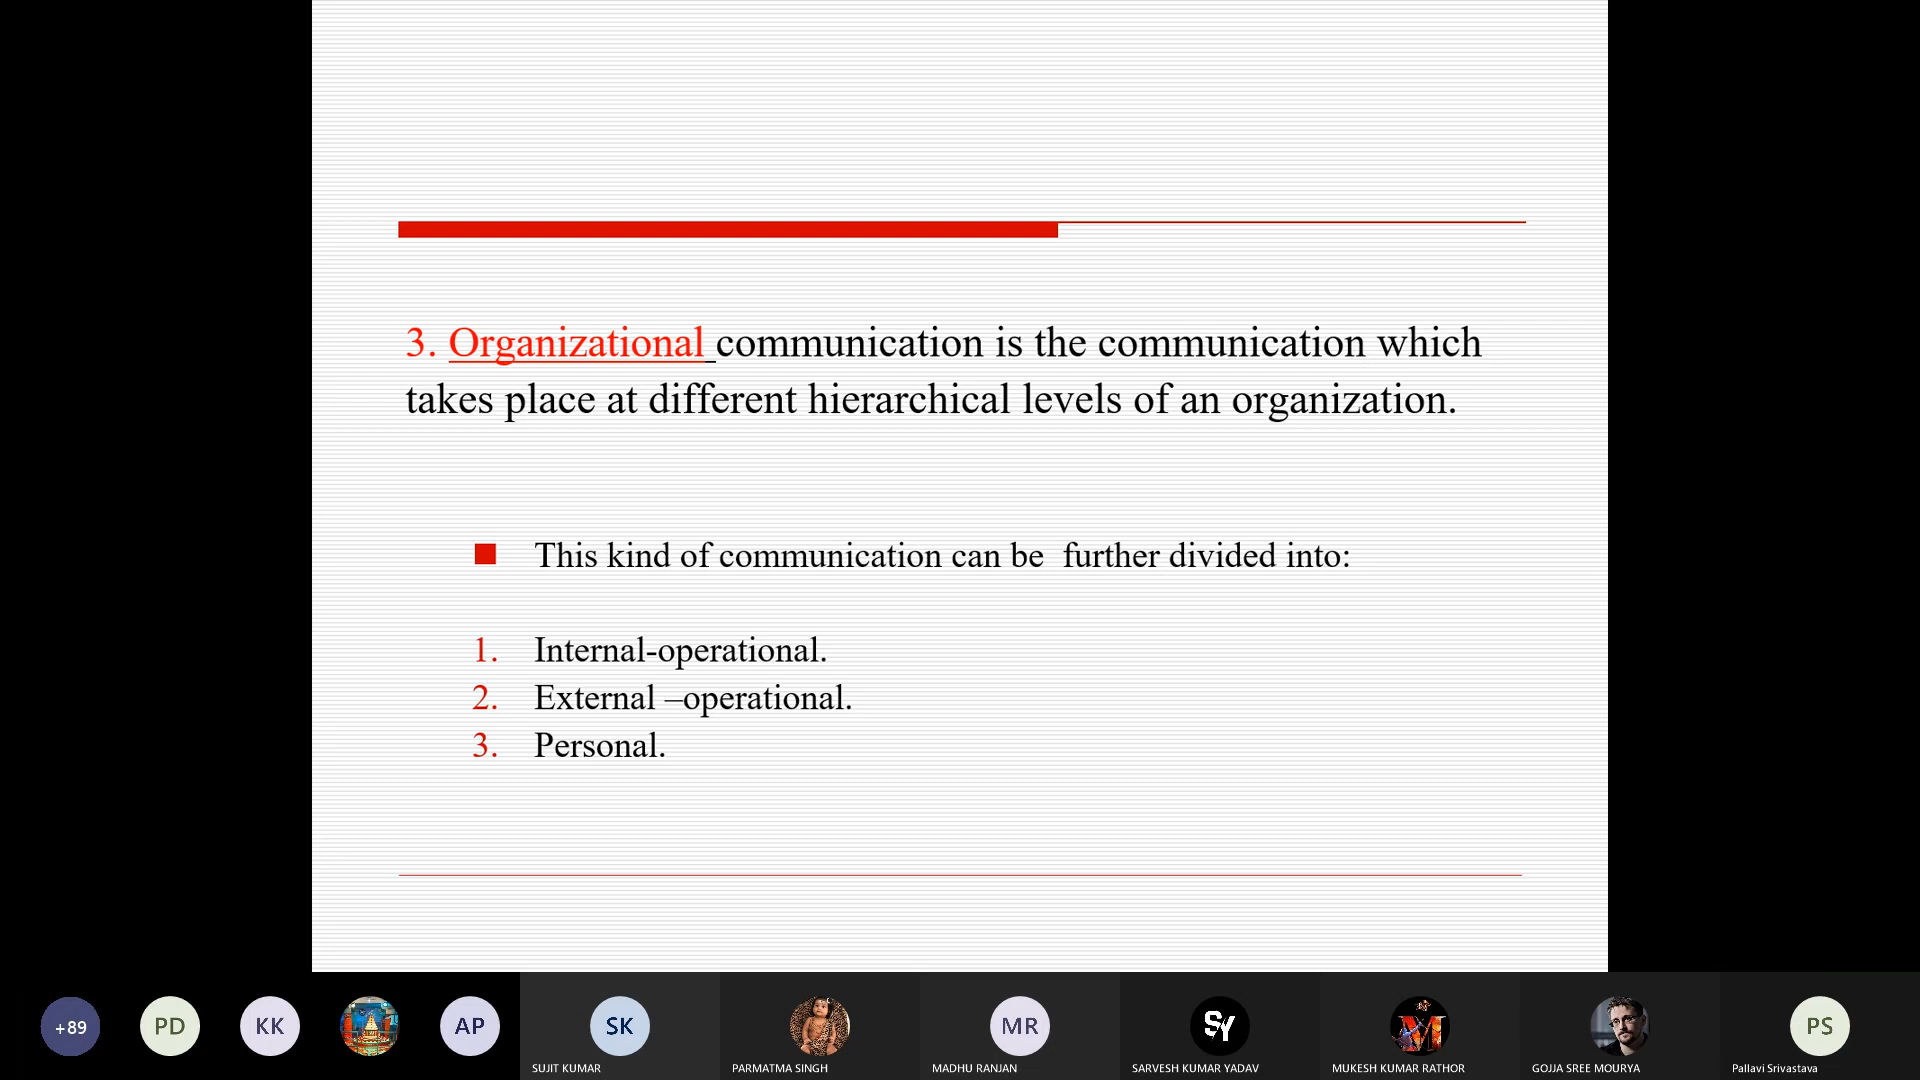 3. Organizational communication is the communication which
takes place at different hierarchical levels of an organization.
This kind of communication can be further divided into:
1. Internal-operational.
2. External –operational.
3. Personal.
+89
PD
KK
AP
SK
MR
SY
M
PS
SUJIT KUMAR
PARMATMA SINGH
MADHU RANJAN
SARVESH KUMAR YADAV
MUKESH KUMAR RATHOR
GOJJA SREE MOURYA
Pallavi Srivastava